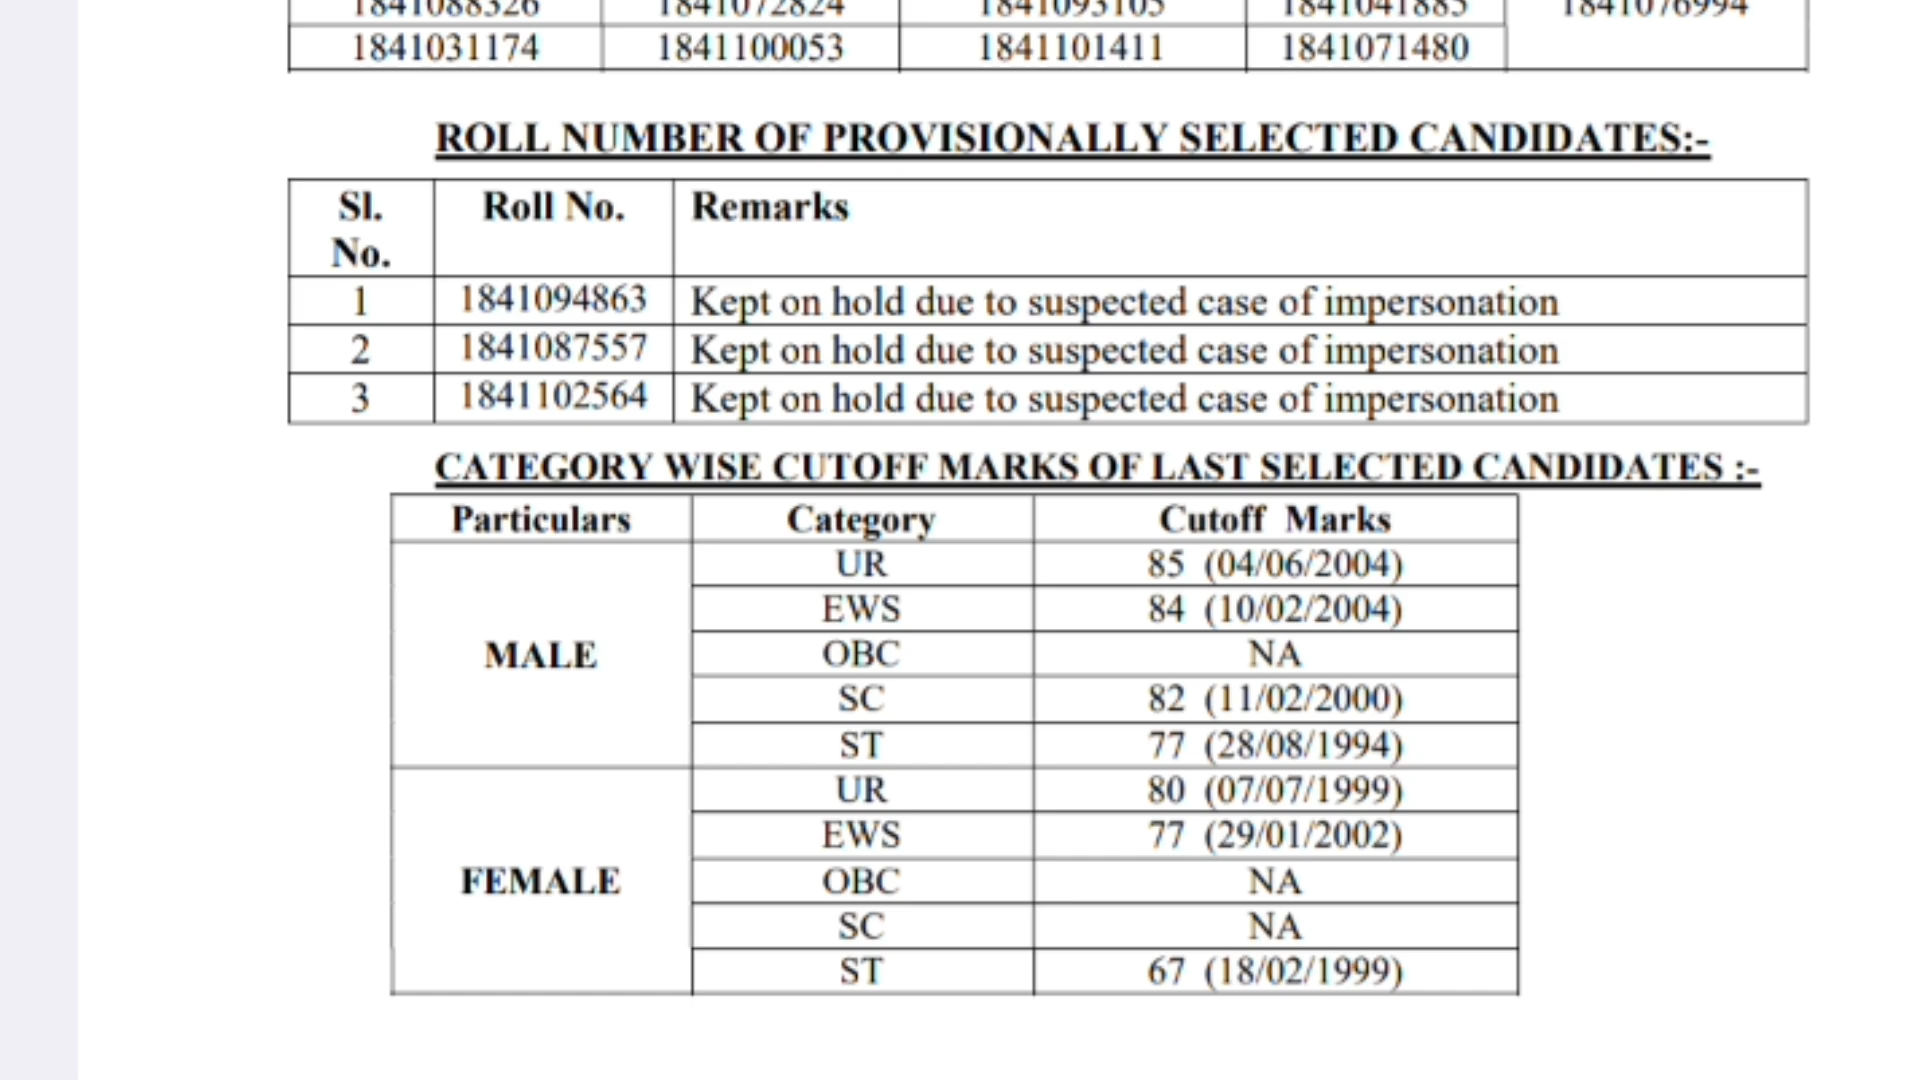 1841088326 1841072824 1841093105 1841041885 1841076994
1841031174 1841100053 1841101411 1841071480
ROLL NUMBER OF PROVISIONALLY SELECTED CANDIDATES:-
Sl. No. Roll No. Remarks
1 1841094863 Kept on hold due to suspected case of impersonation
2 1841087557 Kept on hold due to suspected case of impersonation
3 1841102564 Kept on hold due to suspected case of impersonation
CATEGORY WISE CUTOFF MARKS OF LAST SELECTED CANDIDATES :-
Particulars Category Cutoff Marks
MALE
UR 85 (04/06/2004)
EWS 84 (10/02/2004)
OBC NA
SC 82 (11/02/2000)
ST 77 (28/08/1994)
FEMALE
UR 80 (07/07/1999)
EWS 77 (29/01/2002)
OBC NA
SC NA
ST 67 (18/02/1999)